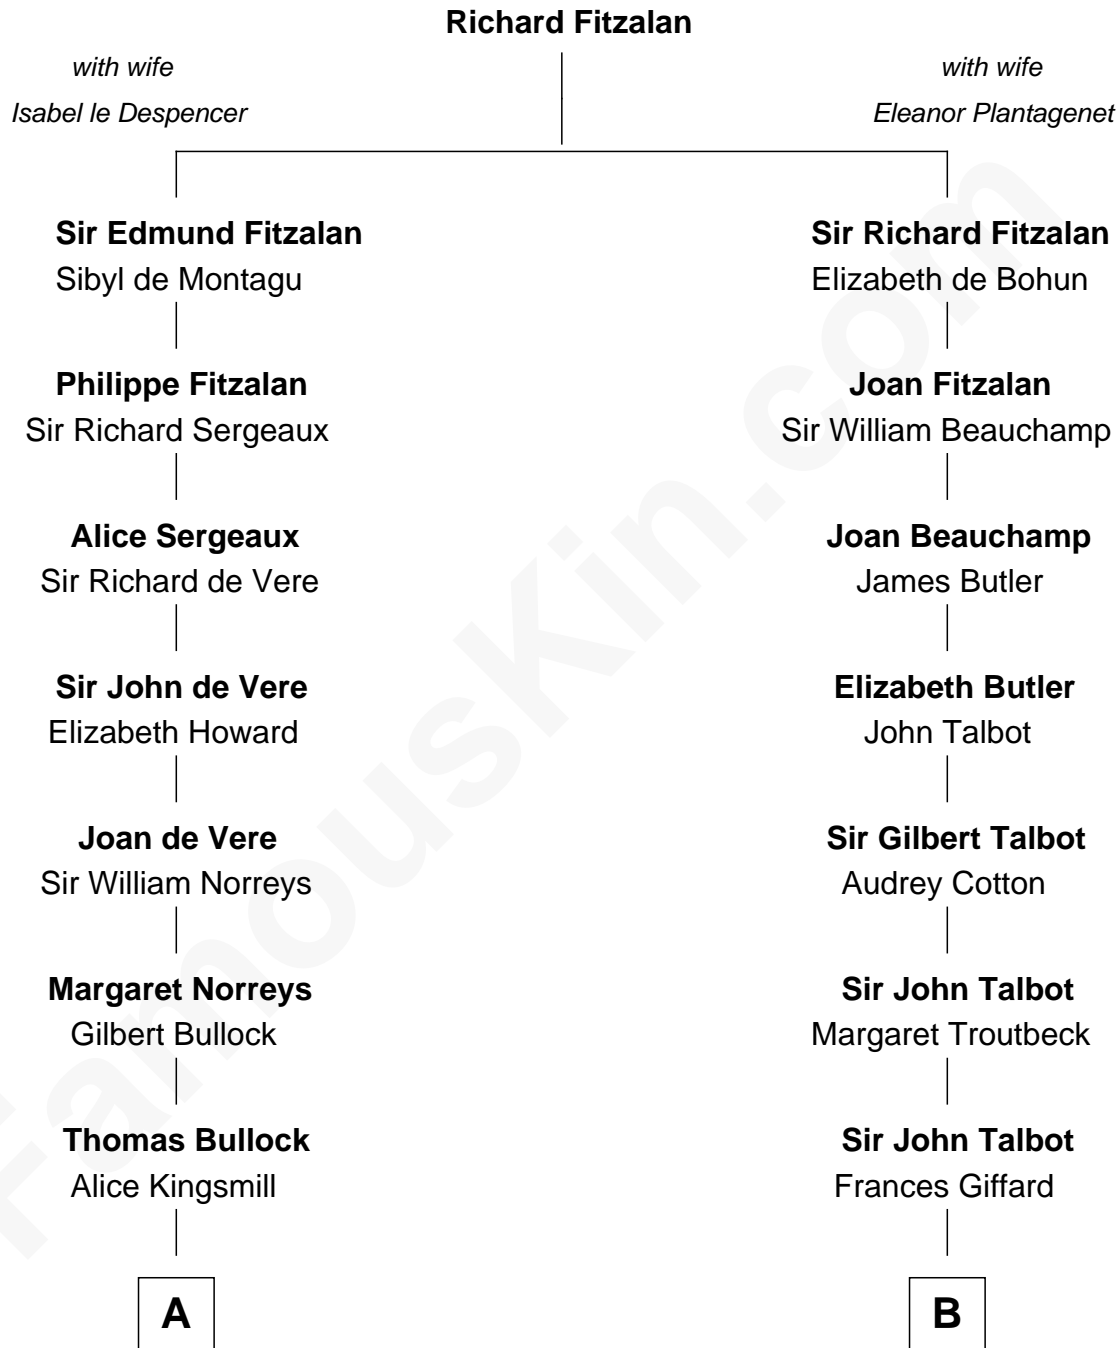 Richard Fitzalan
with wife
Isabel le Despencer
with wife
Eleanor Plantagenet
Sir Edmund Fitzalan
Sibyl de Montagu
Sir Richard Fitzalan
Elizabeth de Bohun
Philippe Fitzalan
Sir Richard Sergeaux
Joan Fitzalan
Sir William Beauchamp
Alice Sergeaux
Sir Richard de Vere
Joan Beauchamp
James Butler
Sir John de Vere
Elizabeth Howard
Elizabeth Butler
John Talbot
Joan de Vere
Sir William Norreys
Sir Gilbert Talbot
Audrey Cotton
Margaret Norreys
Gilbert Bullock
Sir John Talbot
Margaret Troutbeck
Thomas Bullock
Alice Kingsmill
Sir John Talbot
Frances Giffard
A
B
FamousKin.com